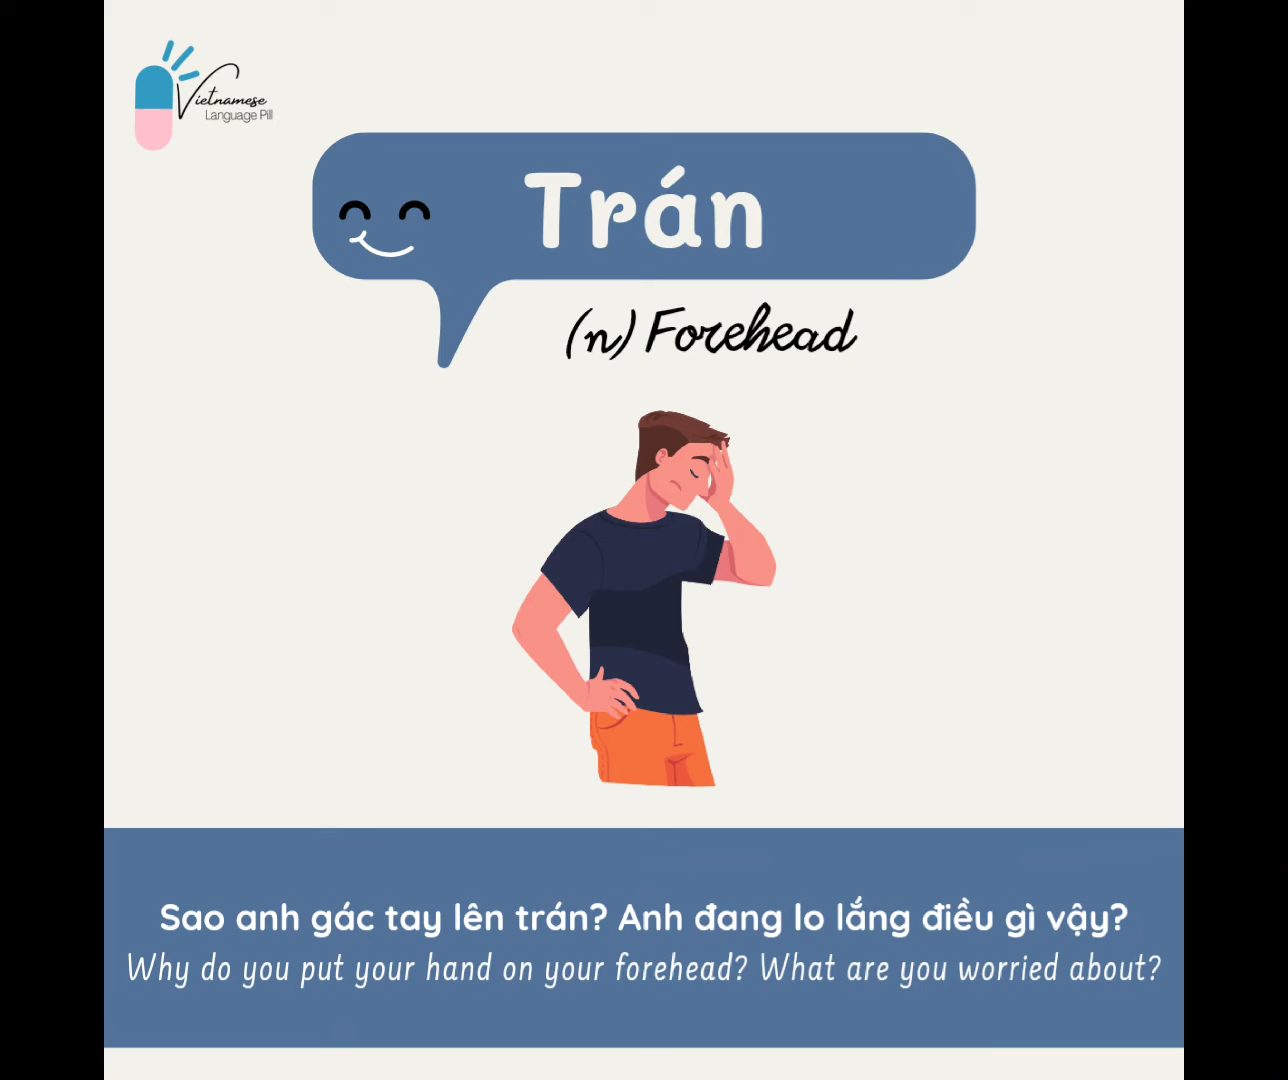 Vietnamese
Language Pill
Trán
(n) Forehead
Sao anh gác tay lên trán? Anh đang lo lắng điều gì vậy?
Why do you put your hand on your forehead? What are you worried about?